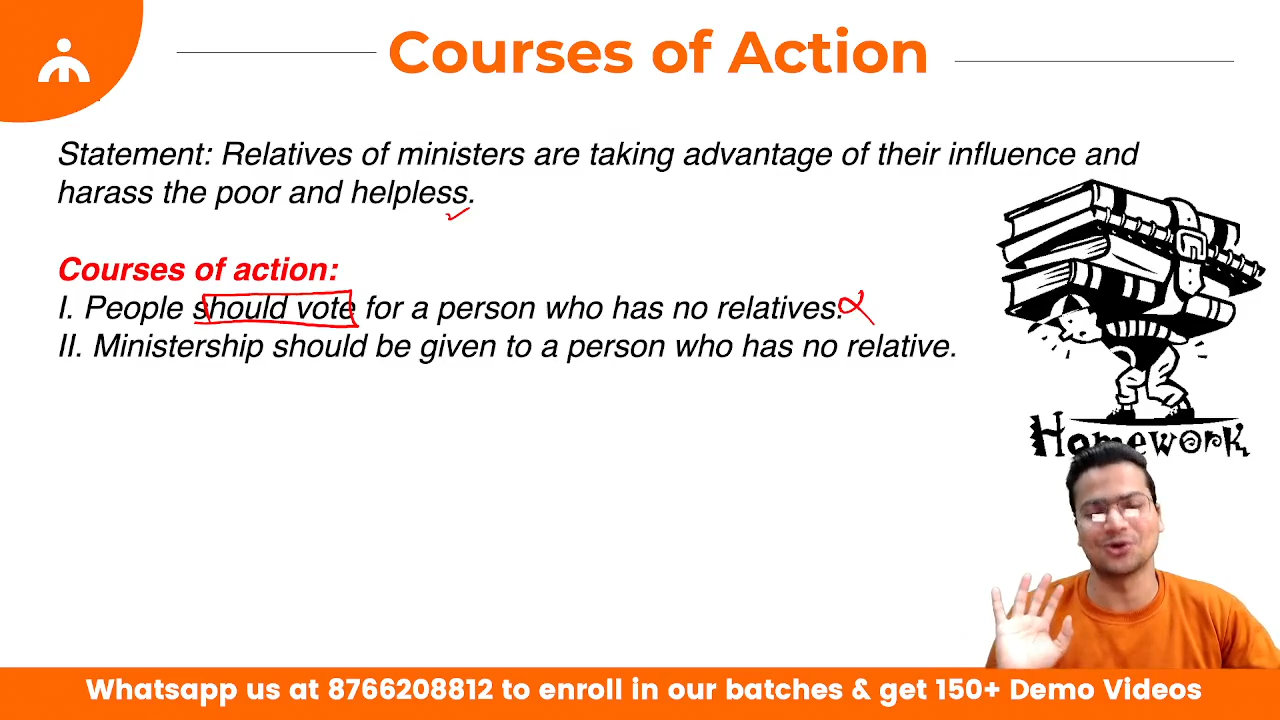 Courses of Action
Statement: Relatives of ministers are taking advantage of their influence and
harass the poor and helpless.
Courses of action:
I. People should vote for a person who has no relatives.
II. Ministership should be given to a person who has no relative.
Homework
Whatsapp us at 8766208812 to enroll in our batches & get 150+ Demo Videos